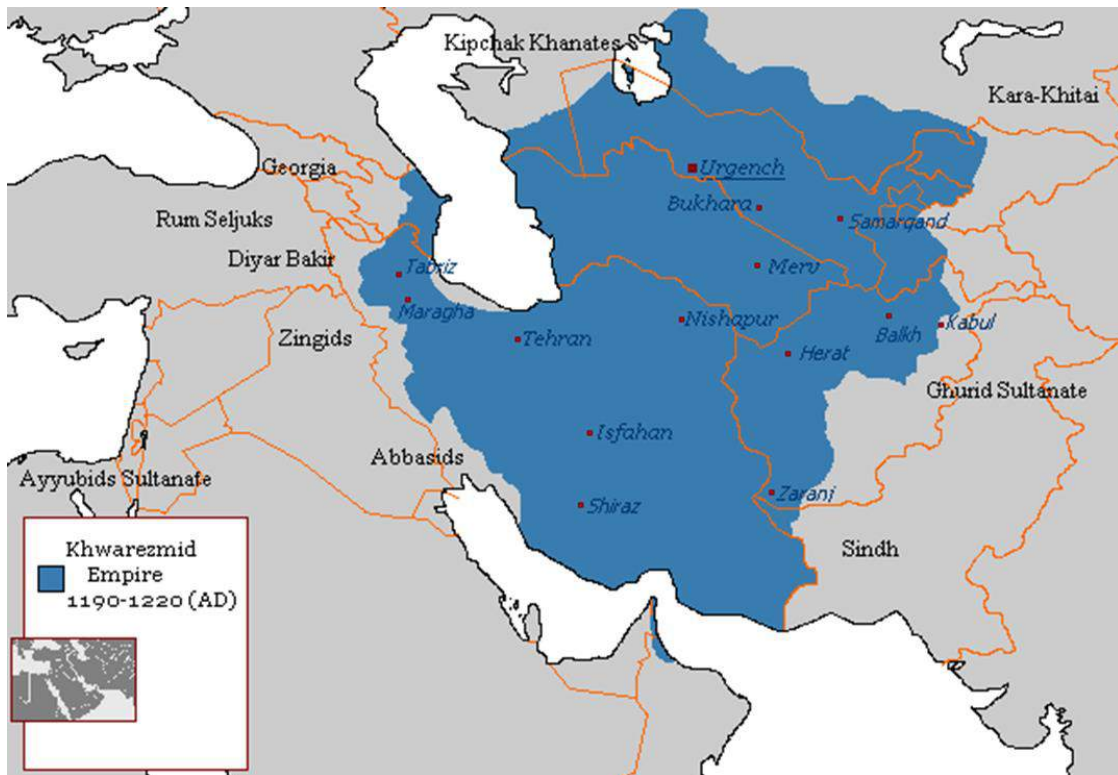 Kipchak Khanates
Kara-Khitai
Georgia
Urgench
Bukhara
Samarqand
Rum Seljuks
Diyar Bakir
Tabriz
Merv
Maragha
Zingids
Tehran
Nishapur
Balkh
Kabul
Herat
Ghurid Sultanate
Isfahan
Abbasids
Ayyubids Sultanate
Shiraz
Zaranj
Sindh
Khwarezmid
Empire
1190-1220 (AD)